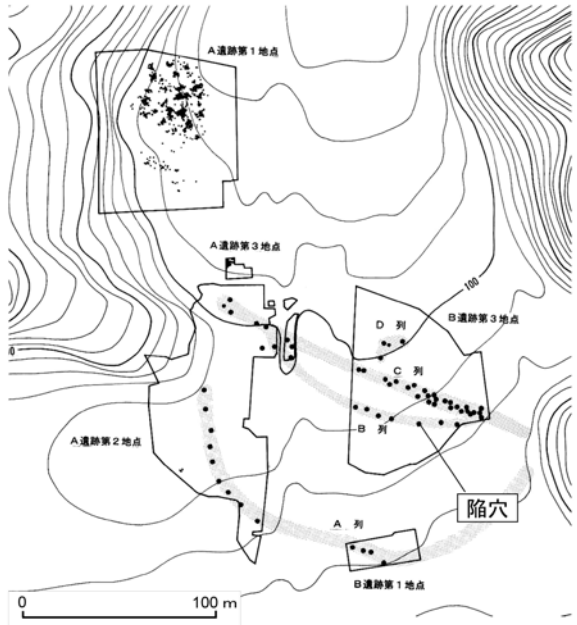 A遺跡第1地点
A遺跡第3地点
100
D 列
B遺跡第3地点
C 列
B 列
A遺跡第2地点
陥穴
A 列
B遺跡第1地点
0 100 m